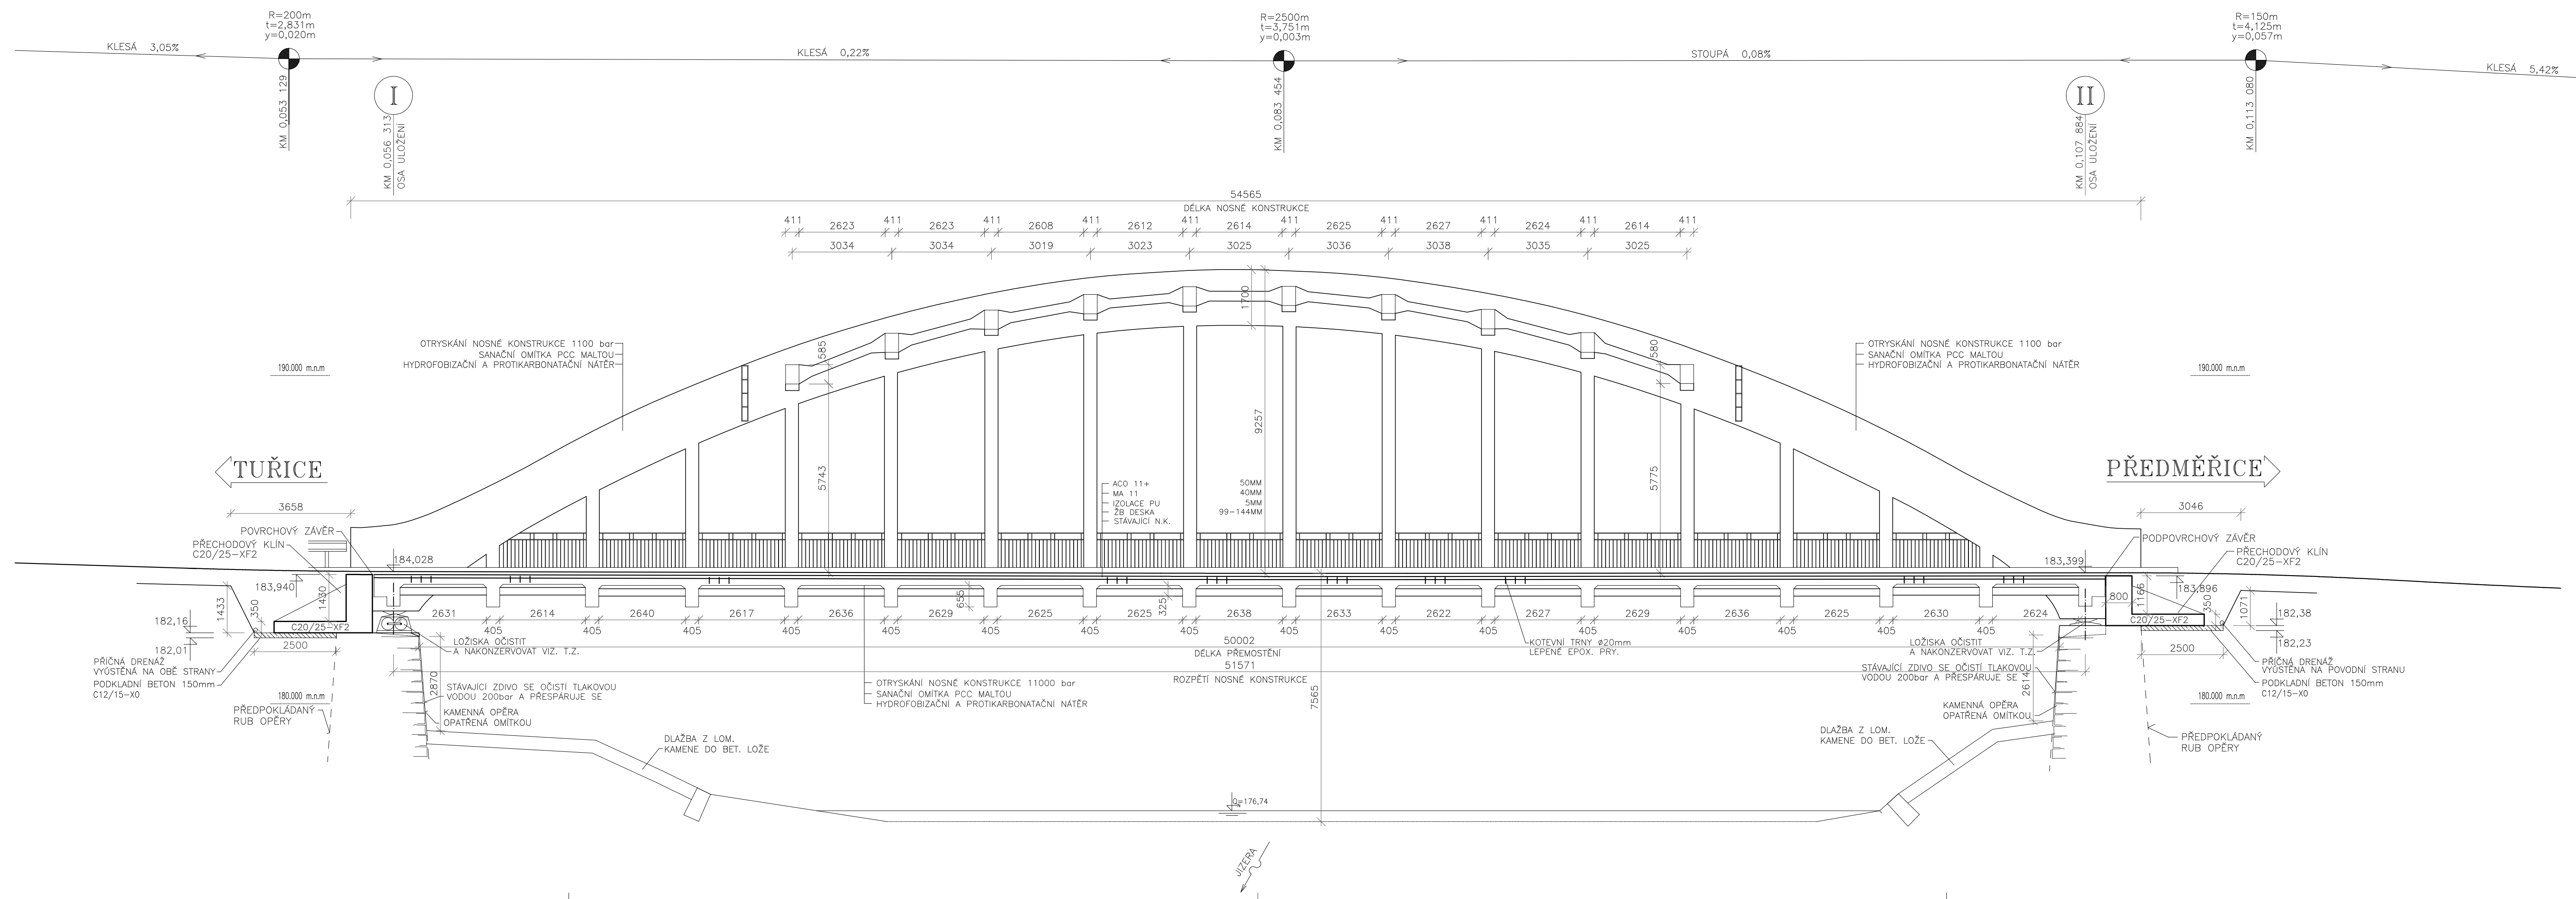 R=200m
t=2,831m
y=0,020m
R=2500m
t=3,751m
y=0,003m
R=150m
t=4,125m
y=0,057m
KLESÁ 3,05%
KLESÁ 0,22%
STOUPÁ 0,08%
KLESÁ 5,42%
KM 0,053 129
I
KM 0,056 313
OSA ULOŽENÍ
KM 0,083 454
II
KM 0,107 884
OSA ULOŽENÍ
KM 0,113 080
54565
DÉLKA NOSNÉ KONSTRUKCE
411 411 411 411 411 411 411 411 411 411
2623 2623 2608 2612 2614 2625 2627 2624 2614
3034 3034 3019 3023 3025 3036 3038 3035 3025
1700
585
580
9257
5743
5775
OTRYSKÁNÍ NOSNÉ KONSTRUKCE 1100 bar
SANAČNÍ OMÍTKA PCC MALTOU
HYDROFOBIZAČNÍ A PROTIKARBONATAČNÍ NÁTĚR
OTRYSKÁNÍ NOSNÉ KONSTRUKCE 1100 bar
SANAČNÍ OMÍTKA PCC MALTOU
HYDROFOBIZAČNÍ A PROTIKARBONATAČNÍ NÁTĚR
190.000 m.n.m
190.000 m.n.m
TUŘICE
PŘEDMĚŘICE
3658
3046
ACO 11+ 50MM
MA 11 40MM
IZOLACE PU 5MM
ŽB DESKA 99-144MM
STÁVAJÍCÍ N.K.
POVRCHOVÝ ZÁVĚR
PŘECHODOVÝ KLÍN
C20/25-XF2
PODPOVRCHOVÝ ZÁVĚR
PŘECHODOVÝ KLÍN
C20/25-XF2
184,028
183,940
183,399
183,896
1433
350
1430
655
325
800
1166
350
1071
182,16
182,01
182,38
182,23
C20/25-XF2
C20/25-XF2
2631 2614 2640 2617 2636 2629 2625 2625 2638 2633 2622 2627 2629 2636 2625 2630 2624
405 405 405 405 405 405 405 405 405 405 405 405 405 405 405 405
2500
2500
50002
DÉLKA PŘEMOSTĚNÍ
51571
ROZPĚTÍ NOSNÉ KONSTRUKCE
LOŽISKA OČISTIT
A NAKONZERVOVAT VIZ. T.Z.
KOTEVNÍ TRNY ø20mm
LEPENÉ EPOX. PRY.
LOŽISKA OČISTIT
A NAKONZERVOVAT VIZ. T.Z.
PŘÍČNÁ DRENÁŽ
VYÚSTĚNÁ NA OBĚ STRANY
PODKLADNÍ BETON 150mm
C12/15-X0
PŘÍČNÁ DRENÁŽ
VYÚSTĚNÁ NA POVODNÍ STRANU
PODKLADNÍ BETON 150mm
C12/15-X0
2870
7565
2614
STÁVAJÍCÍ ZDIVO SE OČISTÍ TLAKOVOU
VODOU 200bar A PŘESPÁRUJE SE
STÁVAJÍCÍ ZDIVO SE OČISTÍ TLAKOVOU
VODOU 200bar A PŘESPÁRUJE SE
OTRYSKÁNÍ NOSNÉ KONSTRUKCE 11000 bar
SANAČNÍ OMÍTKA PCC MALTOU
HYDROFOBIZAČNÍ A PROTIKARBONATAČNÍ NÁTĚR
180.000 m.n.m
180.000 m.n.m
PŘEDPOKLÁDANÝ
RUB OPĚRY
KAMENNÁ OPĚRA
OPATŘENÁ OMÍTKOU
KAMENNÁ OPĚRA
OPATŘENÁ OMÍTKOU
PŘEDPOKLÁDANÝ
RUB OPĚRY
DLAŽBA Z LOM.
KAMENE DO BET. LOŽE
DLAŽBA Z LOM.
KAMENE DO BET. LOŽE
Q=176,74
JIZERA